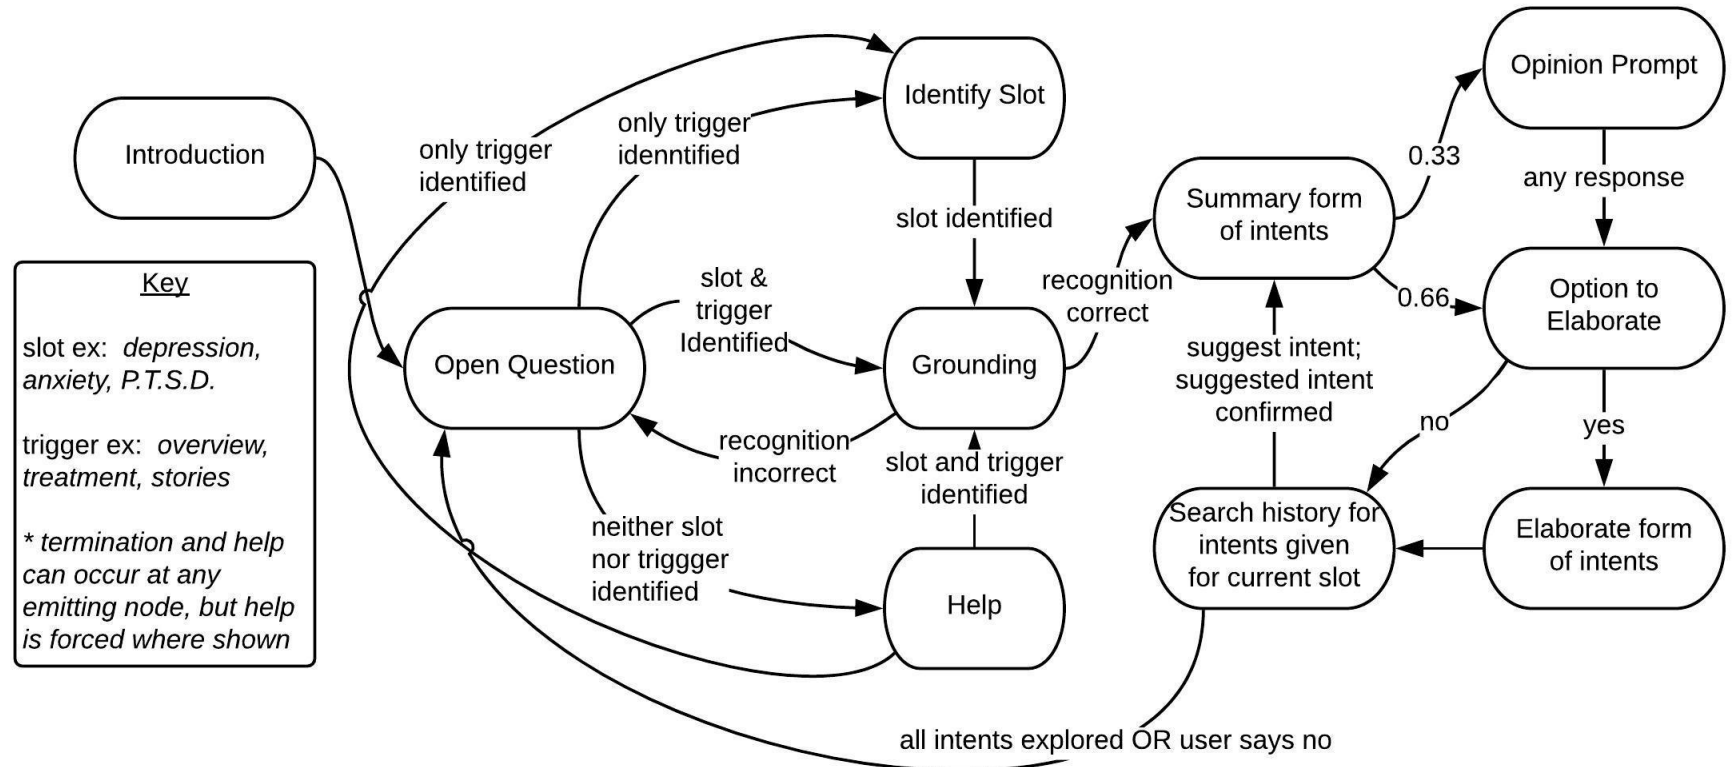 Introduction
Key
slot ex: depression,
anxiety, P.T.S.D.
trigger ex: overview,
treatment, stories
* termination and help
can occur at any
emitting node, but help
is forced where shown
only trigger
identified
only trigger
idenntified
Identify Slot
slot identified
slot &
trigger
Identified
Open Question
Grounding
recognition
incorrect
recognition
correct
neither slot
nor triggger
identified
slot and trigger
identified
Help
Summary form
of intents
0.33
0.66
Opinion Prompt
any response
Option to
Elaborate
suggest intent;
suggested intent
confirmed
no
yes
Search history for
intents given
for current slot
Elaborate form
of intents
all intents explored OR user says no